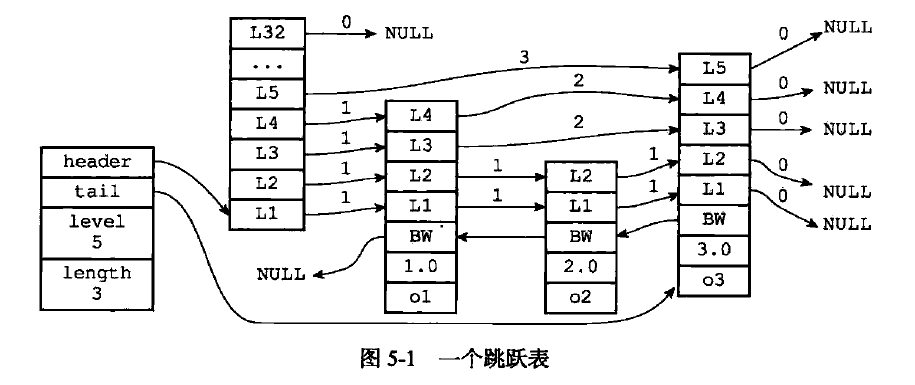 L32 0 NULL
...
L5 3 L5 0 NULL
L4 1 L4 2 L4 0 NULL
L3 1 L3 2 L3 0 NULL
L2 1 L2 1 L2 1 L2 0 NULL
L1 1 L1 1 L1 1 L1 0 NULL
header
tail
level
5
length
3
NULL BW BW BW
1.0 2.0 3.0
o1 o2 o3
图 5-1 一个跳跃表